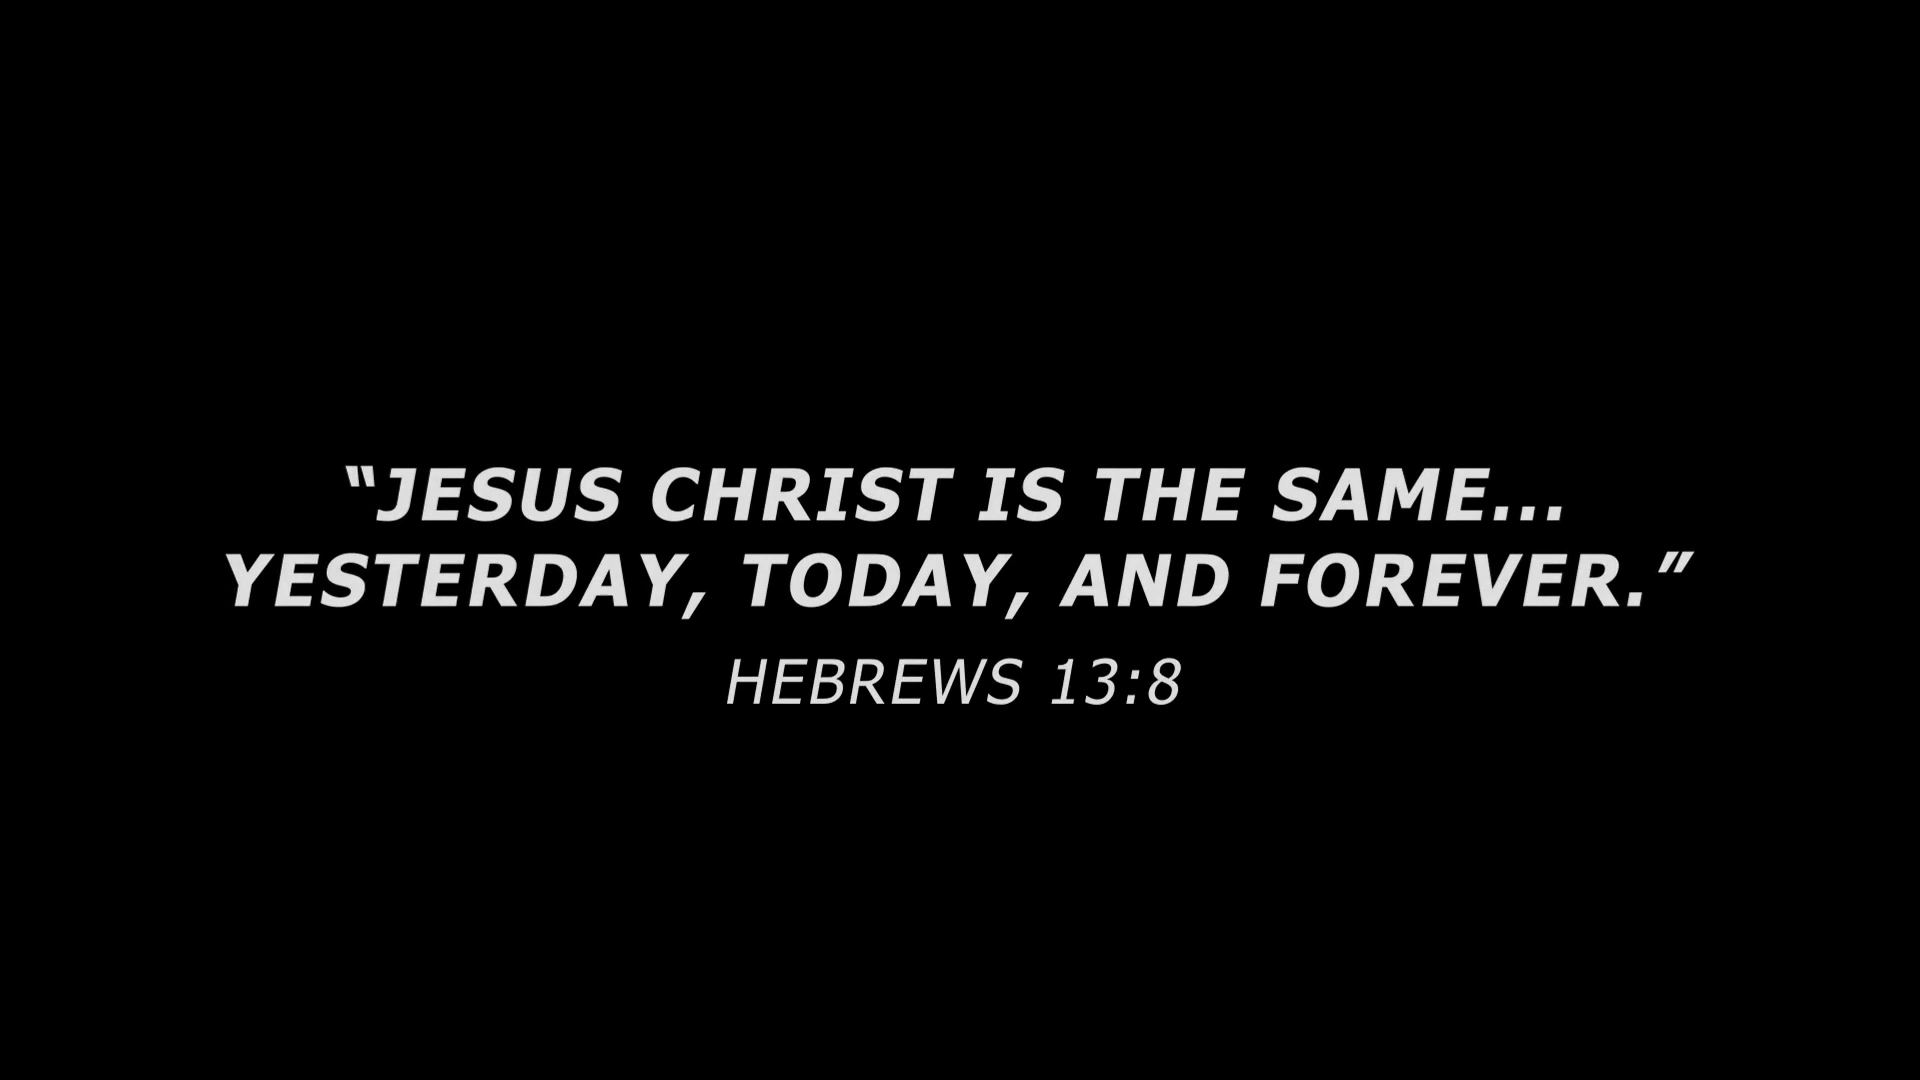 “JESUS CHRIST IS THE SAME...
YESTERDAY, TODAY, AND FOREVER.”
HEBREWS 13:8